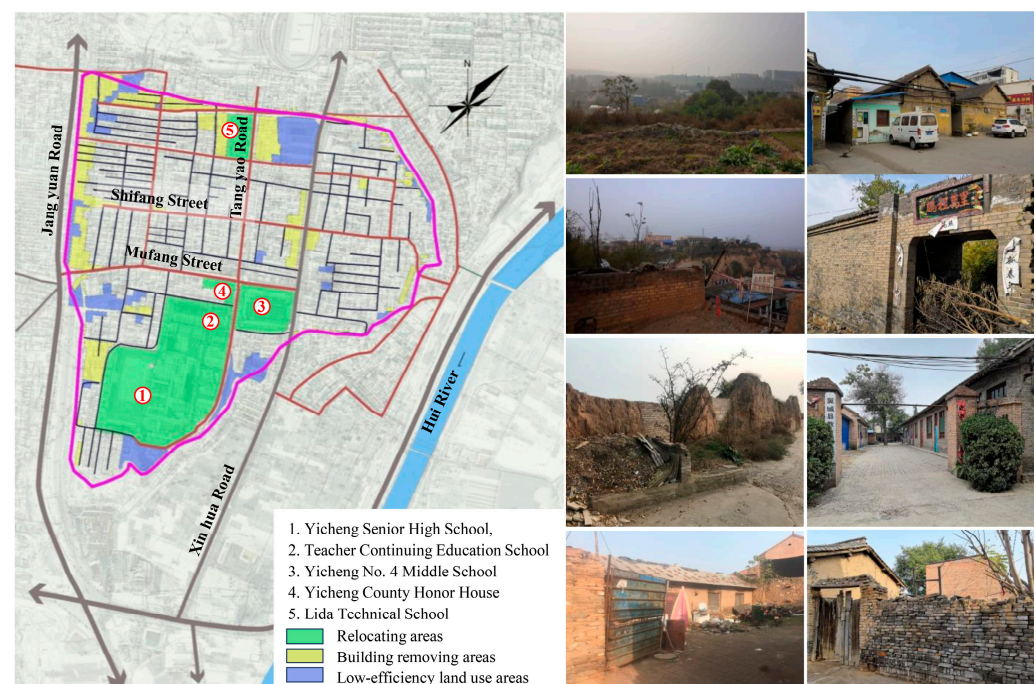 N
⑤
Tang yao Road
Jang yuan Road
Shifang Street
Mufang Street
④
③
②
①
Hui River
Xin hua Road
1. Yicheng Senior High School,
2. Teacher Continuing Education School
3. Yicheng No. 4 Middle School
4. Yicheng County Honor House
5. Lida Technical School
Relocating areas
Building removing areas
Low-efficiency land use areas